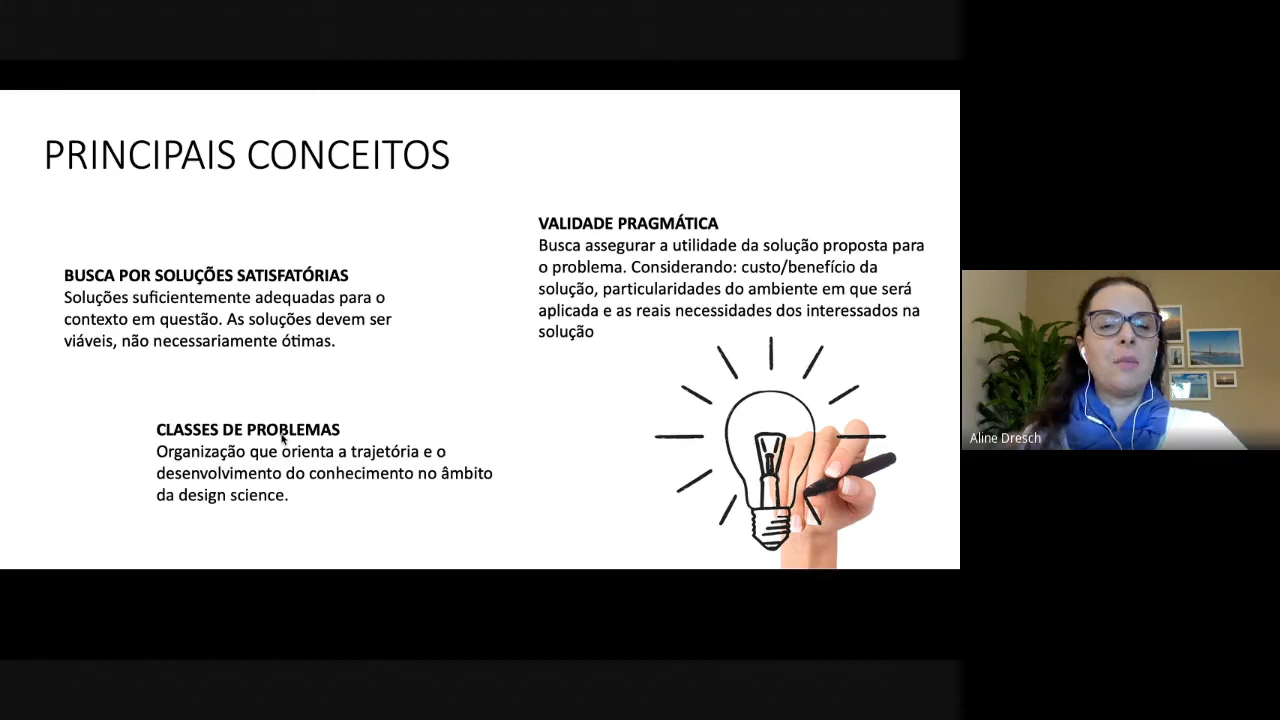 PRINCIPAIS CONCEITOS
BUSCA POR SOLUÇÕES SATISFATÓRIAS
Soluções suficientemente adequadas para o
contexto em questão. As soluções devem ser
viáveis, não necessariamente ótimas.
VALIDADE PRAGMÁTICA
Busca assegurar a utilidade da solução proposta para
o problema. Considerando: custo/benefício da
solução, particularidades do ambiente em que será
aplicada e as reais necessidades dos interessados na
solução
CLASSES DE PROBLEMAS
Organização que orienta a trajetória e o
desenvolvimento do conhecimento no âmbito
da design science.
Aline Dresch